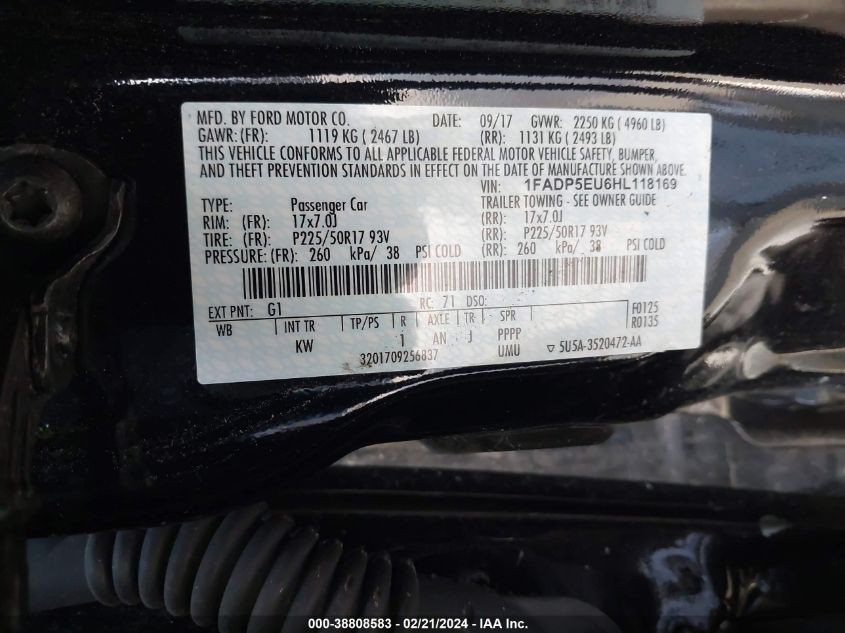 MFD. BY FORD MOTOR CO. DATE: 09/17 GVWR: 2250 KG ( 4960 LB)
GAWR:(FR): 1119 KG ( 2467 LB) (RR): 1131 KG ( 2493 LB)
THIS VEHICLE CONFORMS TO ALL APPLICABLE FEDERAL MOTOR VEHICLE SAFETY, BUMPER,
AND THEFT PREVENTION STANDARDS IN EFFECT ON THE DATE OF MANUFACTURE SHOWN ABOVE.
VIN: 1FADP5EU6HL118169
TYPE: Passenger Car TRAILER TOWING - SEE OWNER GUIDE
RIM: (FR): 17x7.0J (RR): 17x7.0J
TIRE: (FR): P225/50R17 93V (RR): P225/50R17 93V
PRESSURE: (FR): 260 kPa/ 38 PSI COLD (RR): 260 kPa/ 38 PSI COLD
EXT PNT: G1 RC: 71 DSO: F0125
WB INT TR TP/PS R AXLE TR SPR R0135
KW 1 AN J PPPP
3201709256837 UMU ▽ 5U5A-3520472-AA
000-38808583 - 02/21/2024 - IAA Inc.